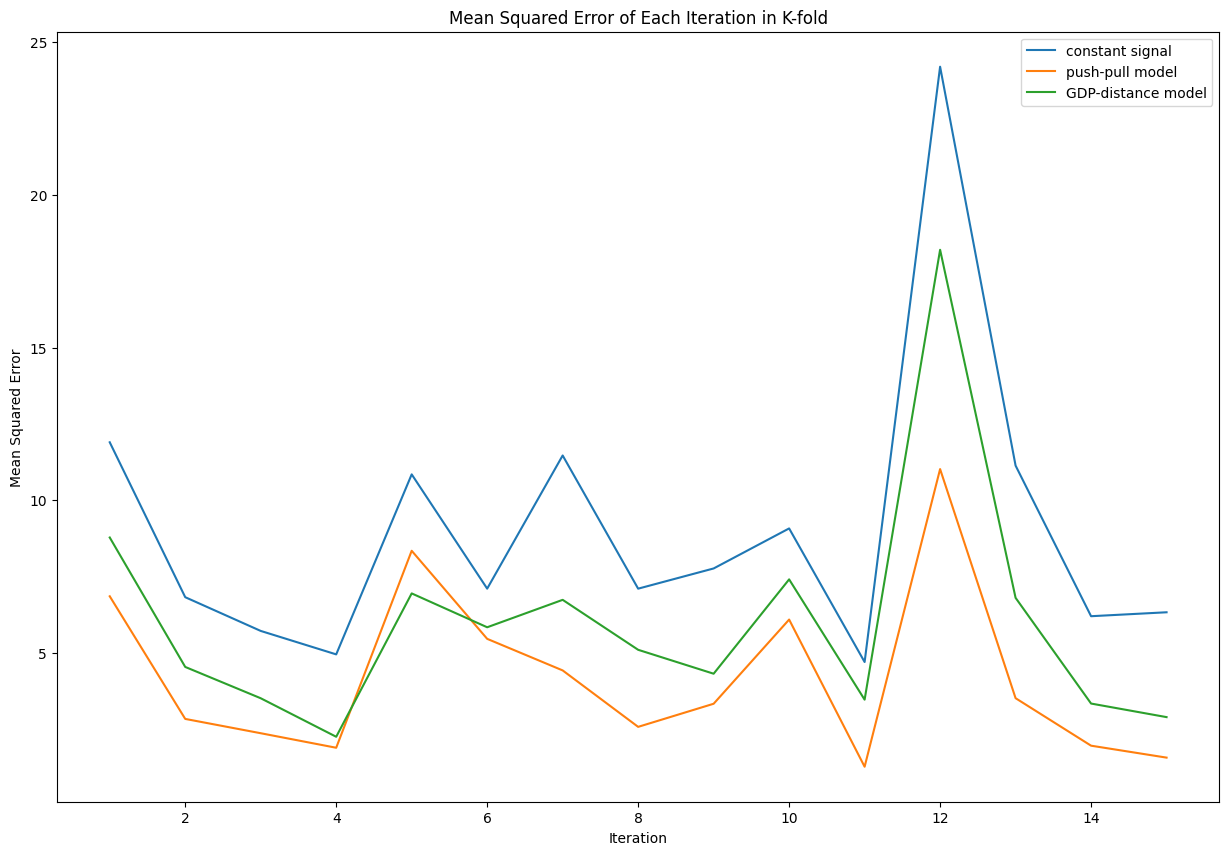 Mean Squared Error of Each Iteration in K-fold
constant signal
push-pull model
GDP-distance model
Mean Squared Error
25
20
15
10
5
2 4 6 8 10 12 14
Iteration